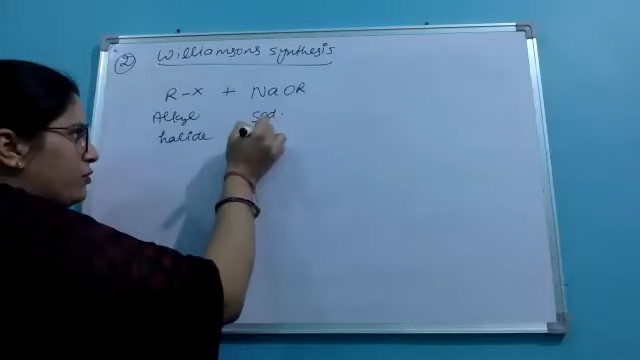 ② Williamsons synthesis
R-X + NaOR
Alkyl sod.
halide